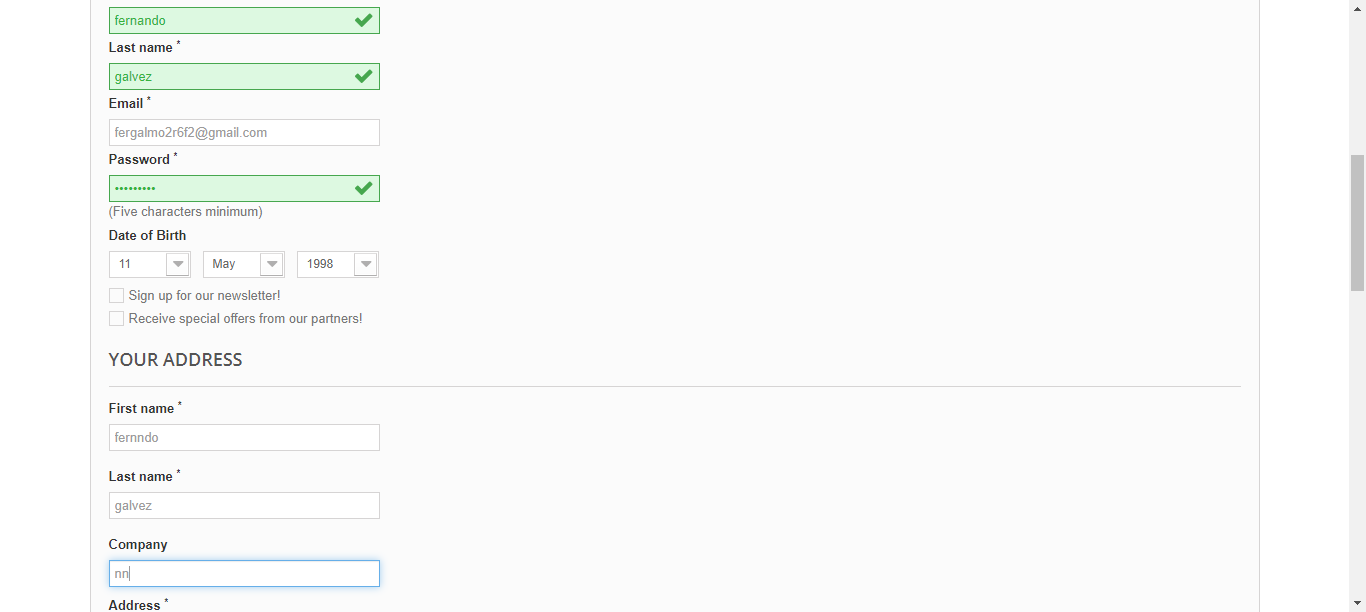 fernando
Last name *
galvez
Email *
fergalmo2r6f2@gmail.com
Password *
•••••••••
(Five characters minimum)
Date of Birth
11 May 1998
Sign up for our newsletter!
Receive special offers from our partners!
YOUR ADDRESS
First name *
fernndo
Last name *
galvez
Company
nn
Address *